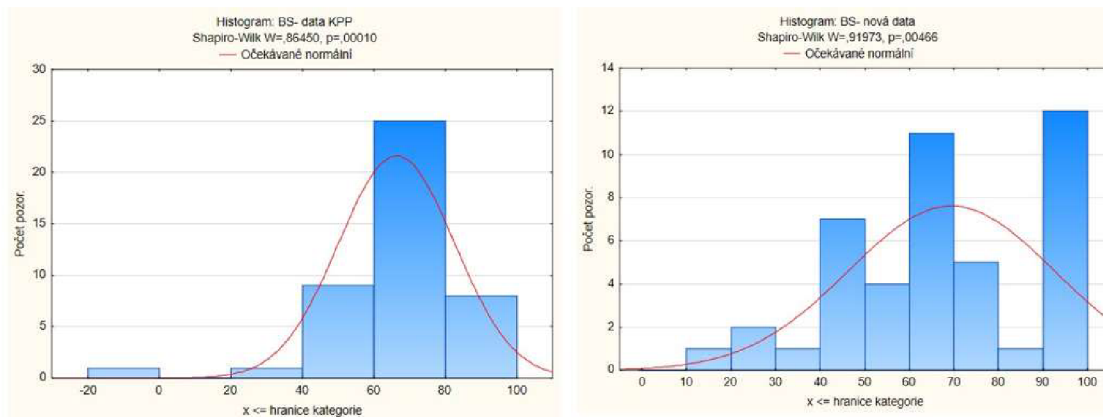 Histogram: BS- data KPP
Shapiro-Wilk W=,86450, p=,00010
Očekávané normální
30
25
20
15
10
5
0
Počet pozor.
-20 0 20 40 60 80 100
x <= hranice kategorie
Histogram: BS- nová data
Shapiro-Wilk W=,91973, p=,00466
Očekávané normální
14
12
10
8
6
4
2
0
Počet pozor.
0 10 20 30 40 50 60 70 80 90 100
x <= hranice kategorie